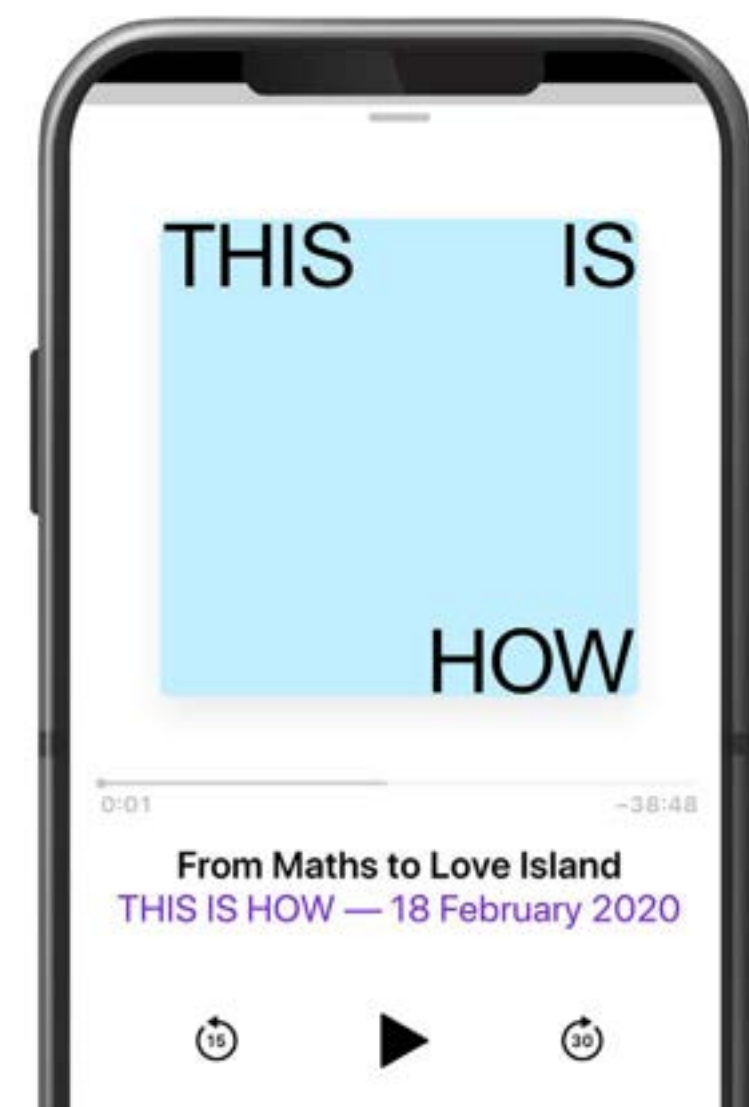 THIS IS
HOW
0:01 -38:48
From Maths to Love Island
THIS IS HOW — 18 February 2020
15 30